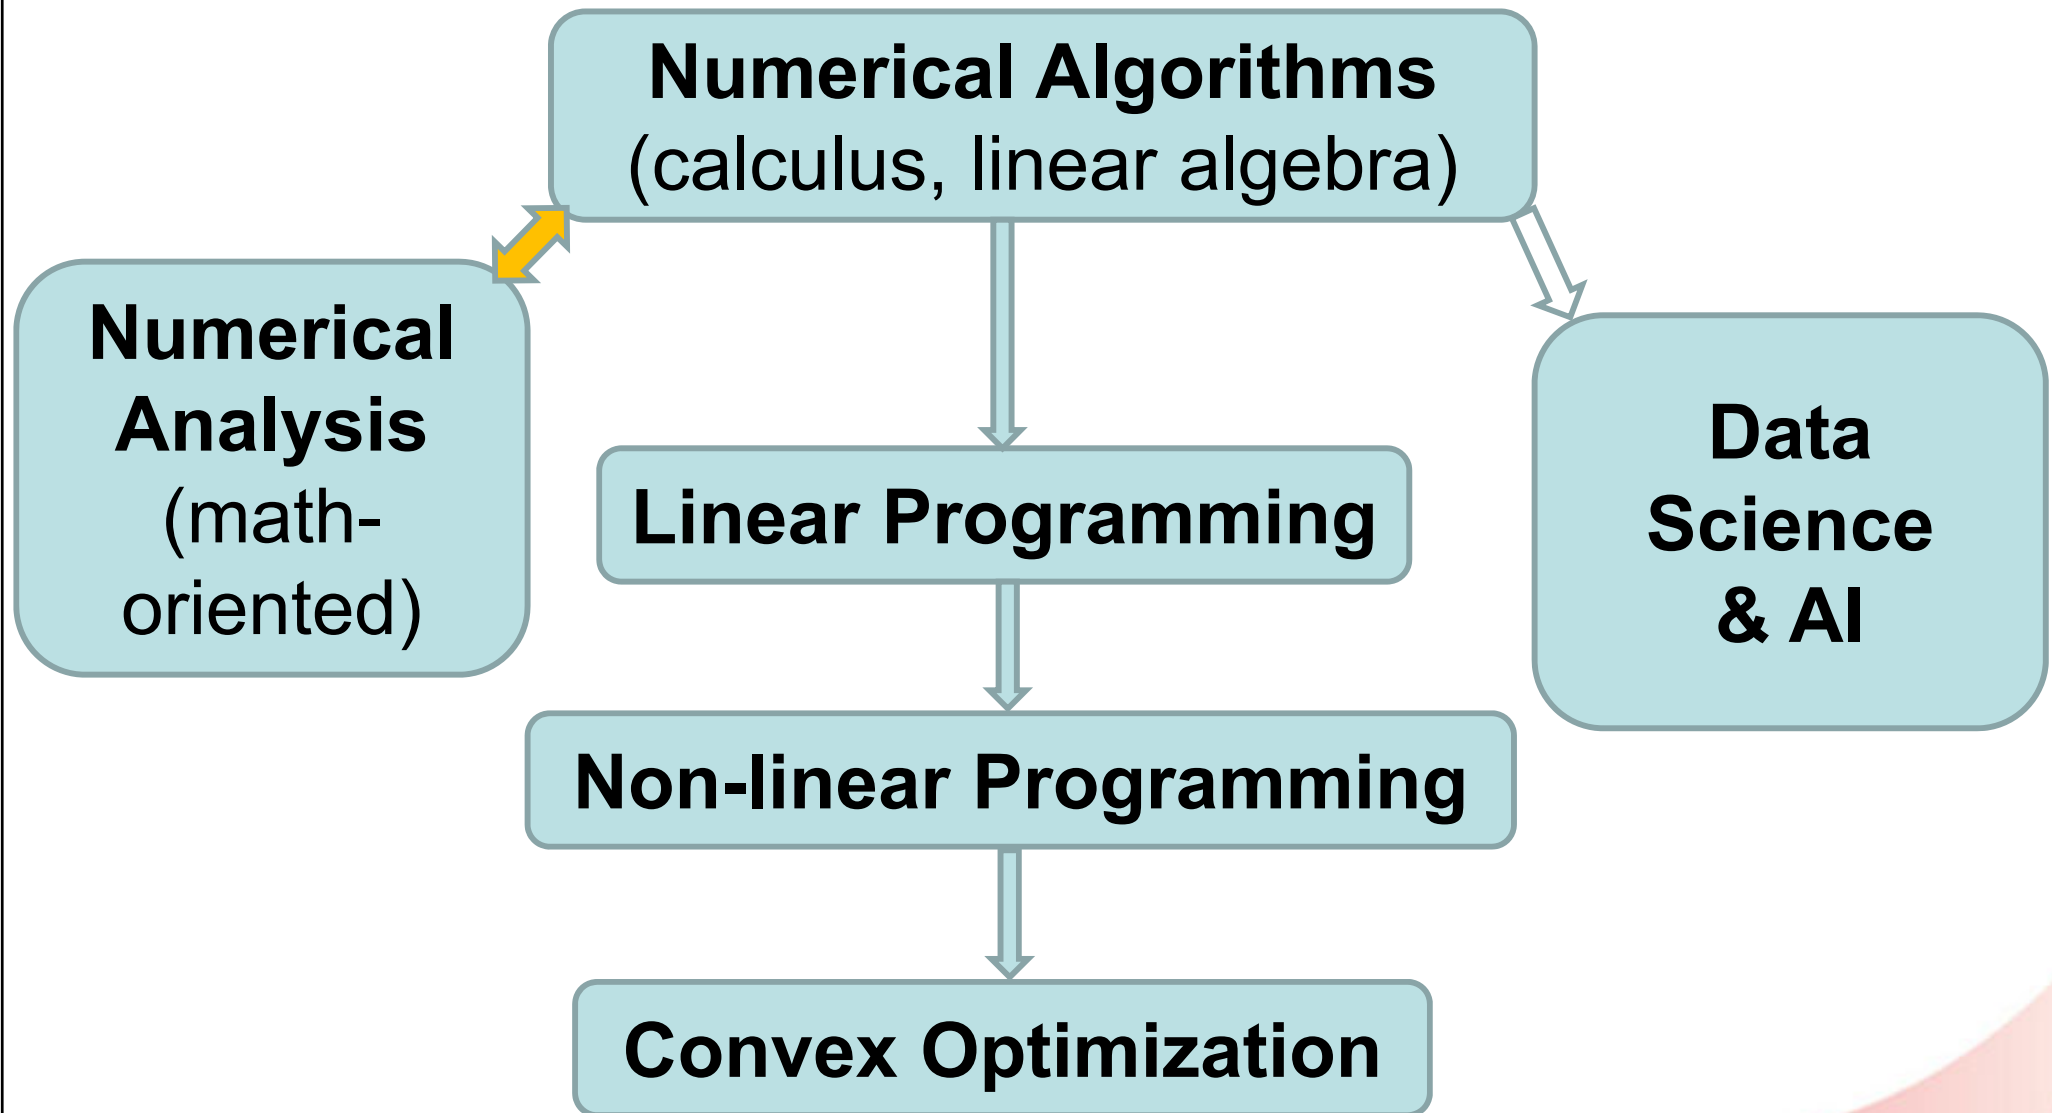 Numerical Algorithms
(calculus, linear algebra)
Numerical
Analysis
(math-
oriented)
Linear Programming
Data
Science
& AI
Non-linear Programming
Convex Optimization